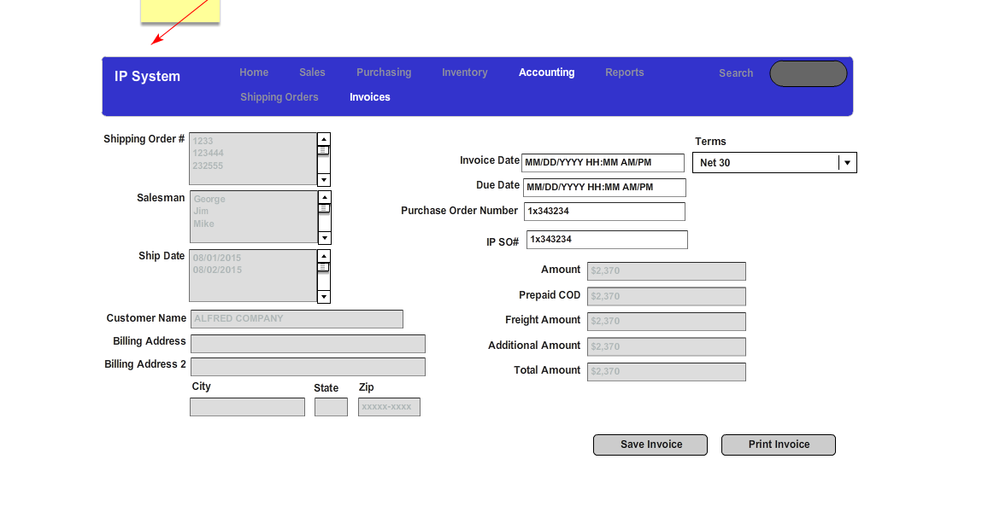 IP System
Home Sales Purchasing Inventory Accounting Reports Search
Shipping Orders Invoices
Shipping Order #
1233
123444
232555
Salesman
George
Jim
Mike
Ship Date
08/01/2015
08/02/2015
Customer Name ALFRED COMPANY
Billing Address
Billing Address 2
City State Zip
xxxxx-xxxx
Terms
Net 30
Invoice Date MM/DD/YYYY HH:MM AM/PM
Due Date MM/DD/YYYY HH:MM AM/PM
Purchase Order Number 1x343234
IP SO# 1x343234
Amount $2,370
Prepaid COD $2,370
Freight Amount $2,370
Additional Amount $2,370
Total Amount $2,370
Save Invoice Print Invoice